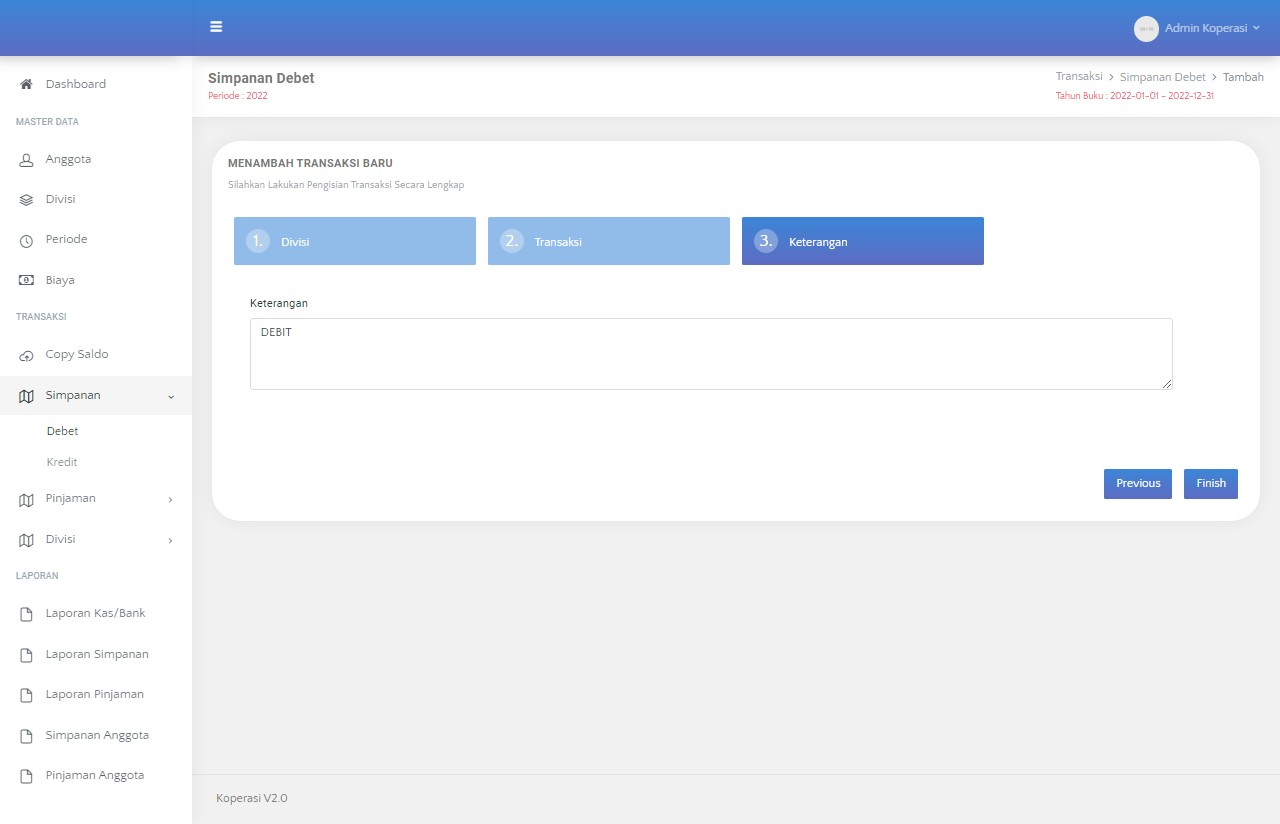 Admin Koperasi
Dashboard
MASTER DATA
Anggota
Divisi
Periode
Biaya
TRANSAKSI
Copy Saldo
Simpanan
Debet
Kredit
Pinjaman
Divisi
LAPORAN
Laporan Kas/Bank
Laporan Simpanan
Laporan Pinjaman
Simpanan Anggota
Pinjaman Anggota
Simpanan Debet
Periode : 2022
Transaksi > Simpanan Debet > Tambah
Tahun Buku : 2022-01-01 - 2022-12-31
MENAMBAH TRANSAKSI BARU
Silahkan Lakukan Pengisian Transaksi Secara Lengkap
1. Divisi
2. Transaksi
3. Keterangan
Keterangan
DEBIT
Previous
Finish
Koperasi V2.0